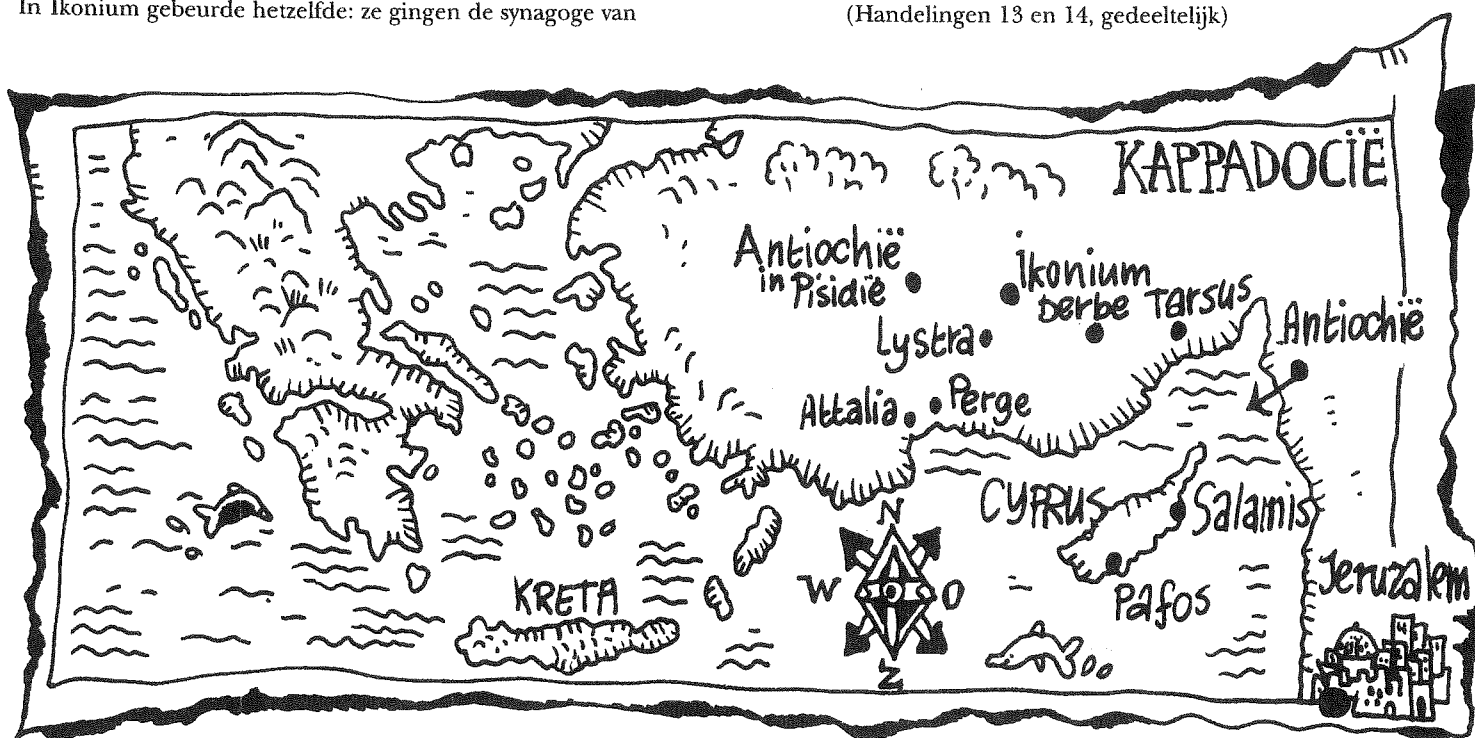 In Ikonium gebeurde hetzelfde: ze gingen de synagoge van
(Handelingen 13 en 14, gedeeltelijk)
KAPPADOCIË
Antiochië
in Pisidië
Ikonium
Derbe
Tarsus
Antiochië
Lystra
Attalia
Perge
CYPRUS
Salamis
Pafos
KRETA
N
W
O
Z
Jeruzalem